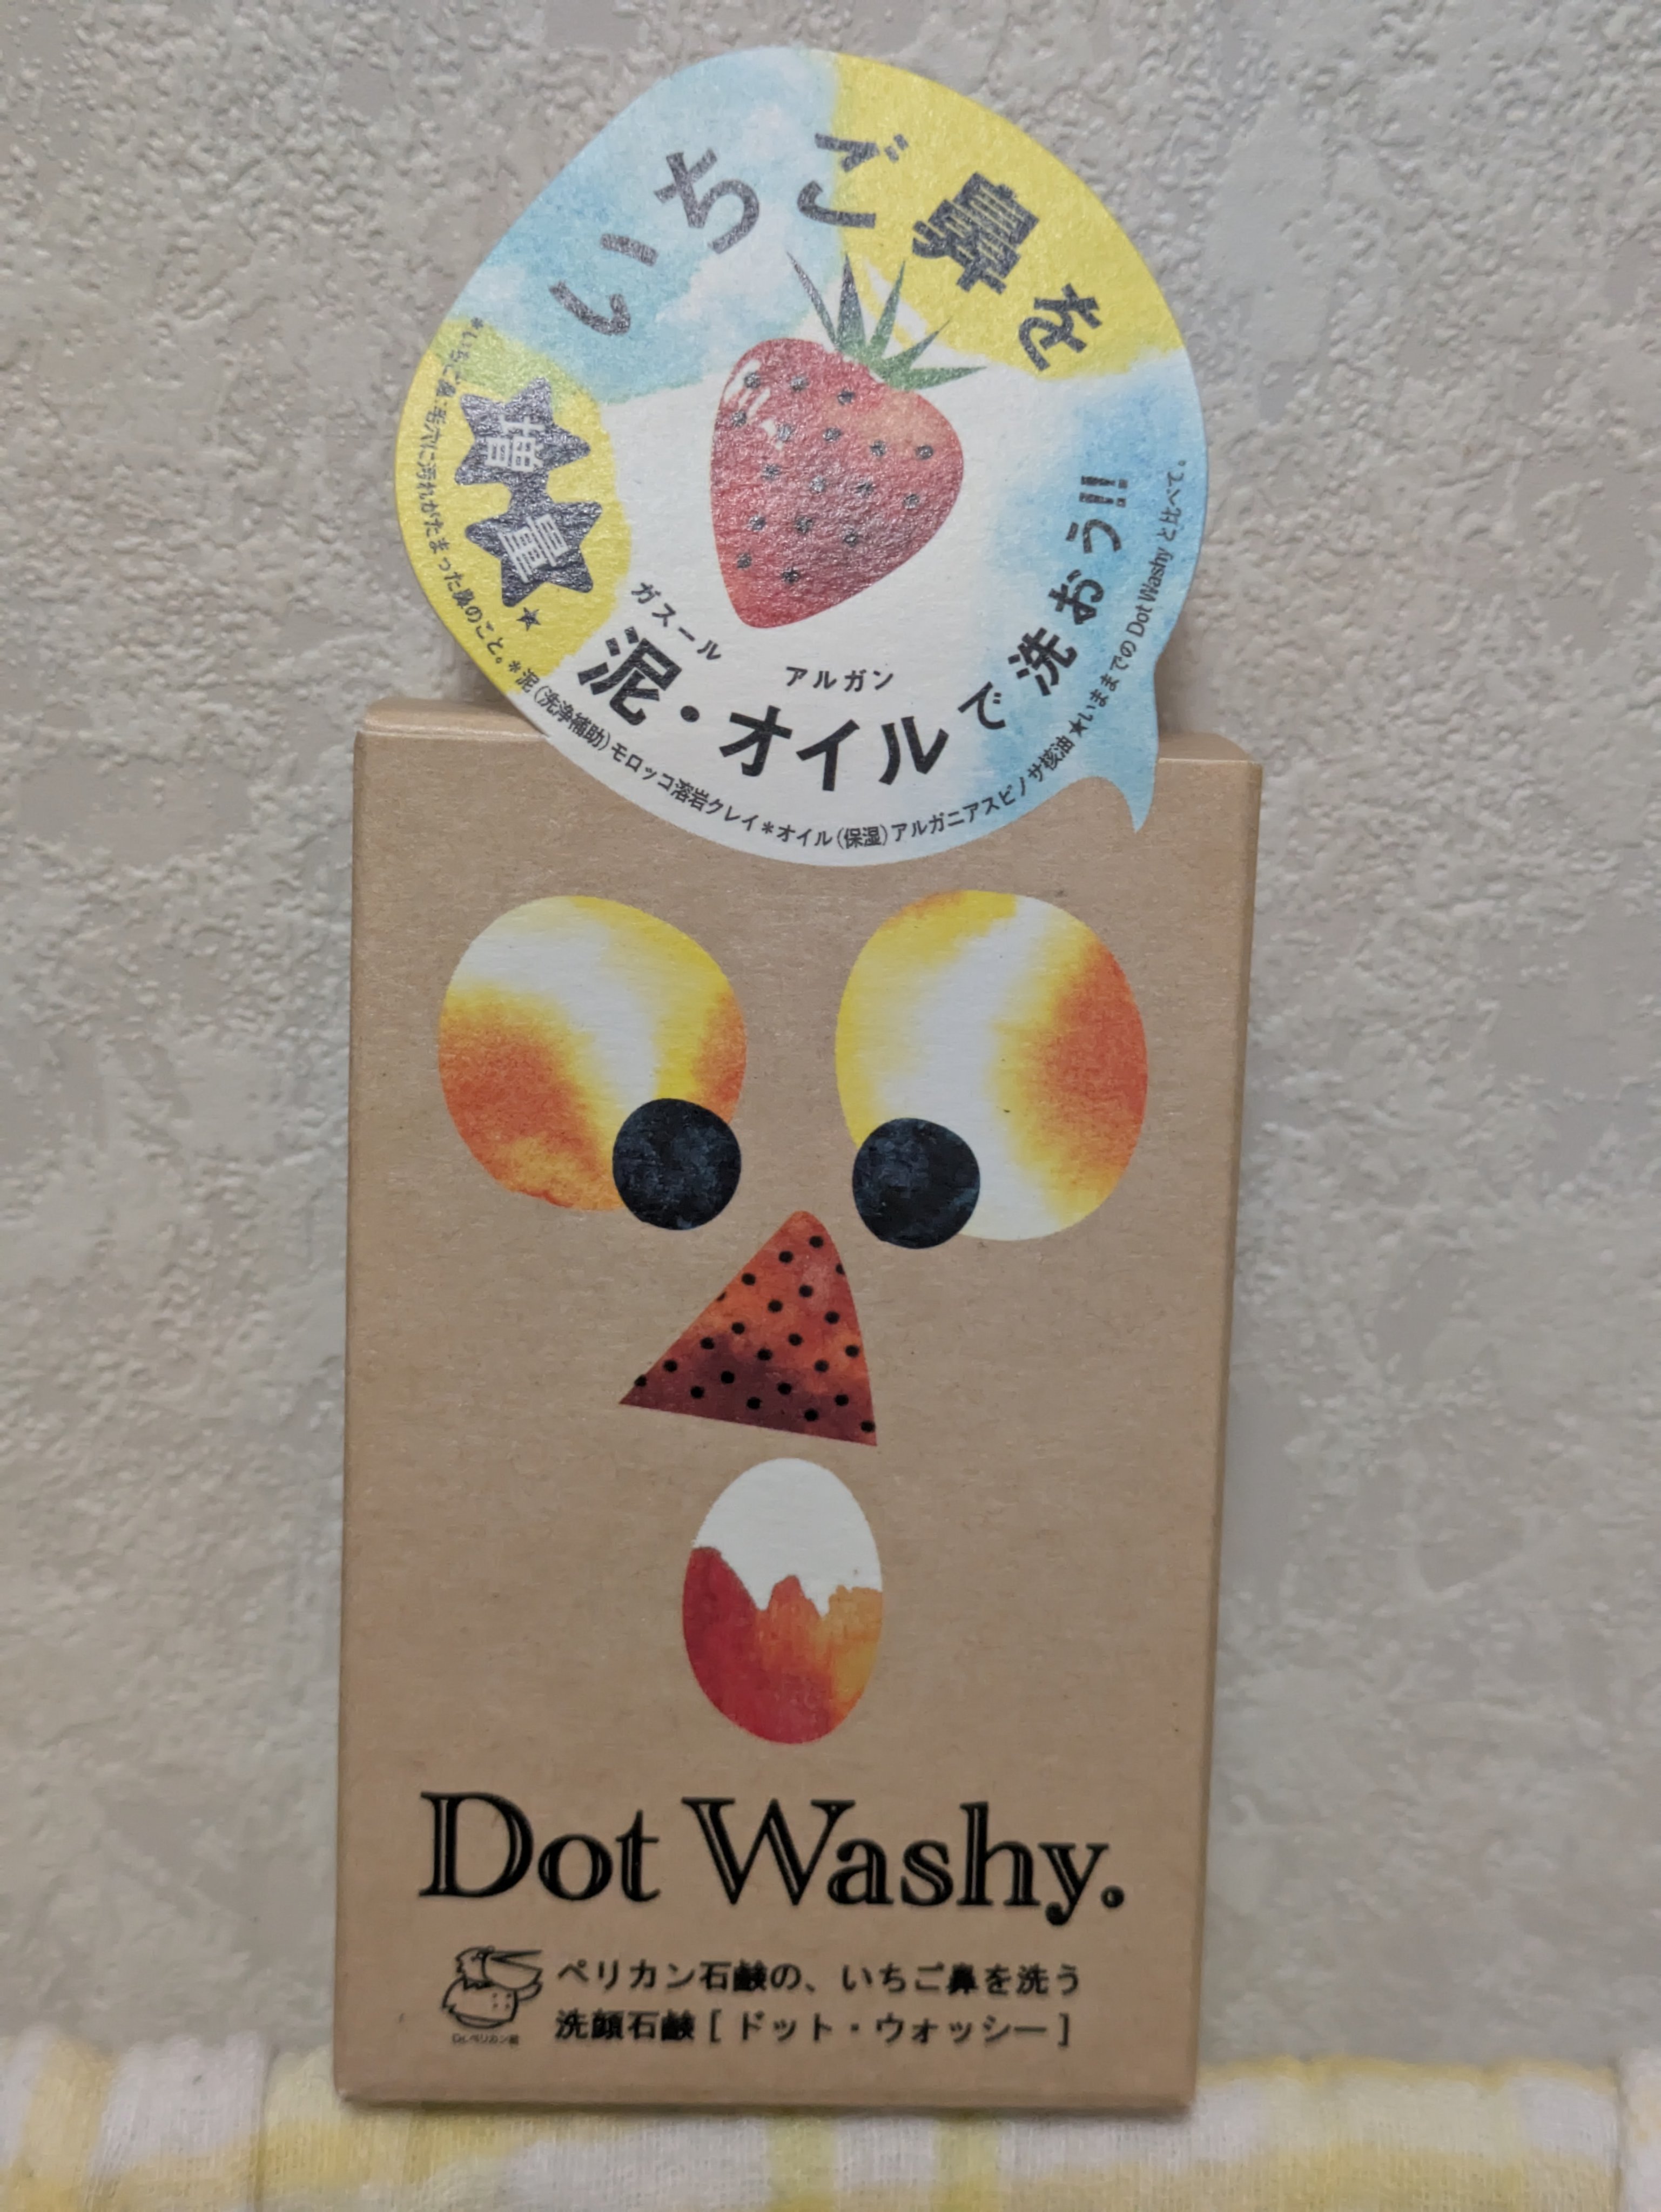 いちご鼻を
泥・オイルで洗おう!!
ガスール
アルガン
増量★
*いちご鼻:毛穴に汚れがたまった鼻のこと。*泥(洗浄補助)モロッコ溶岩クレイ*オイル(保湿)アルガニアスピノサ核油★いままでのDot Washyと比べて。
Dot Washy.
ペリカン石鹸の、いちご鼻を洗う
洗顔石鹸[ドット・ウォッシー]